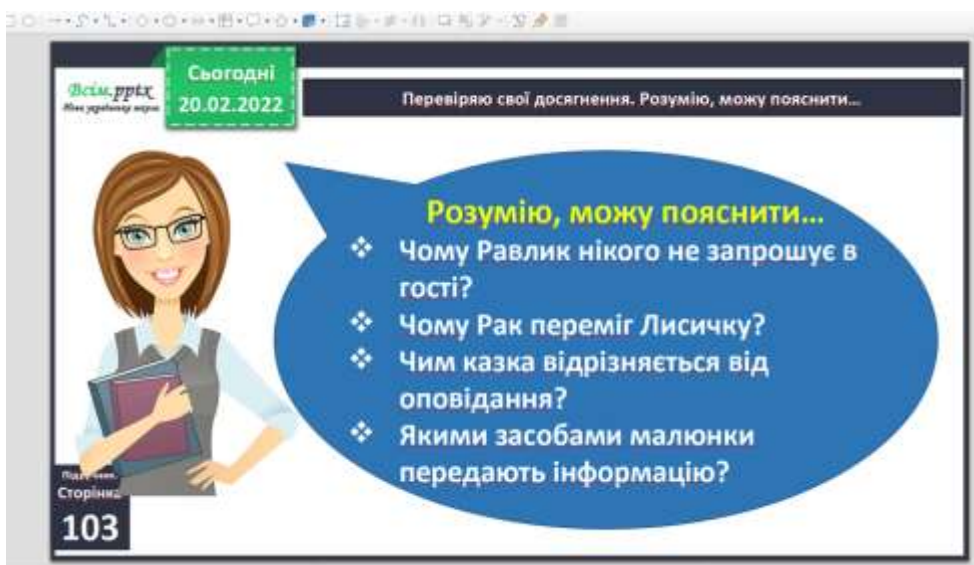 Всім.pptx
Сьогодні
20.02.2022
Перевіряю свої досягнення. Розумію, можу пояснити...
Розумію, можу пояснити...
Чому Равлик нікого не запрошує в
гості?
Чому Рак переміг Лисичку?
Чим казка відрізняється від
оповідання?
Якими засобами малюнки
передають інформацію?
Сторінка
103